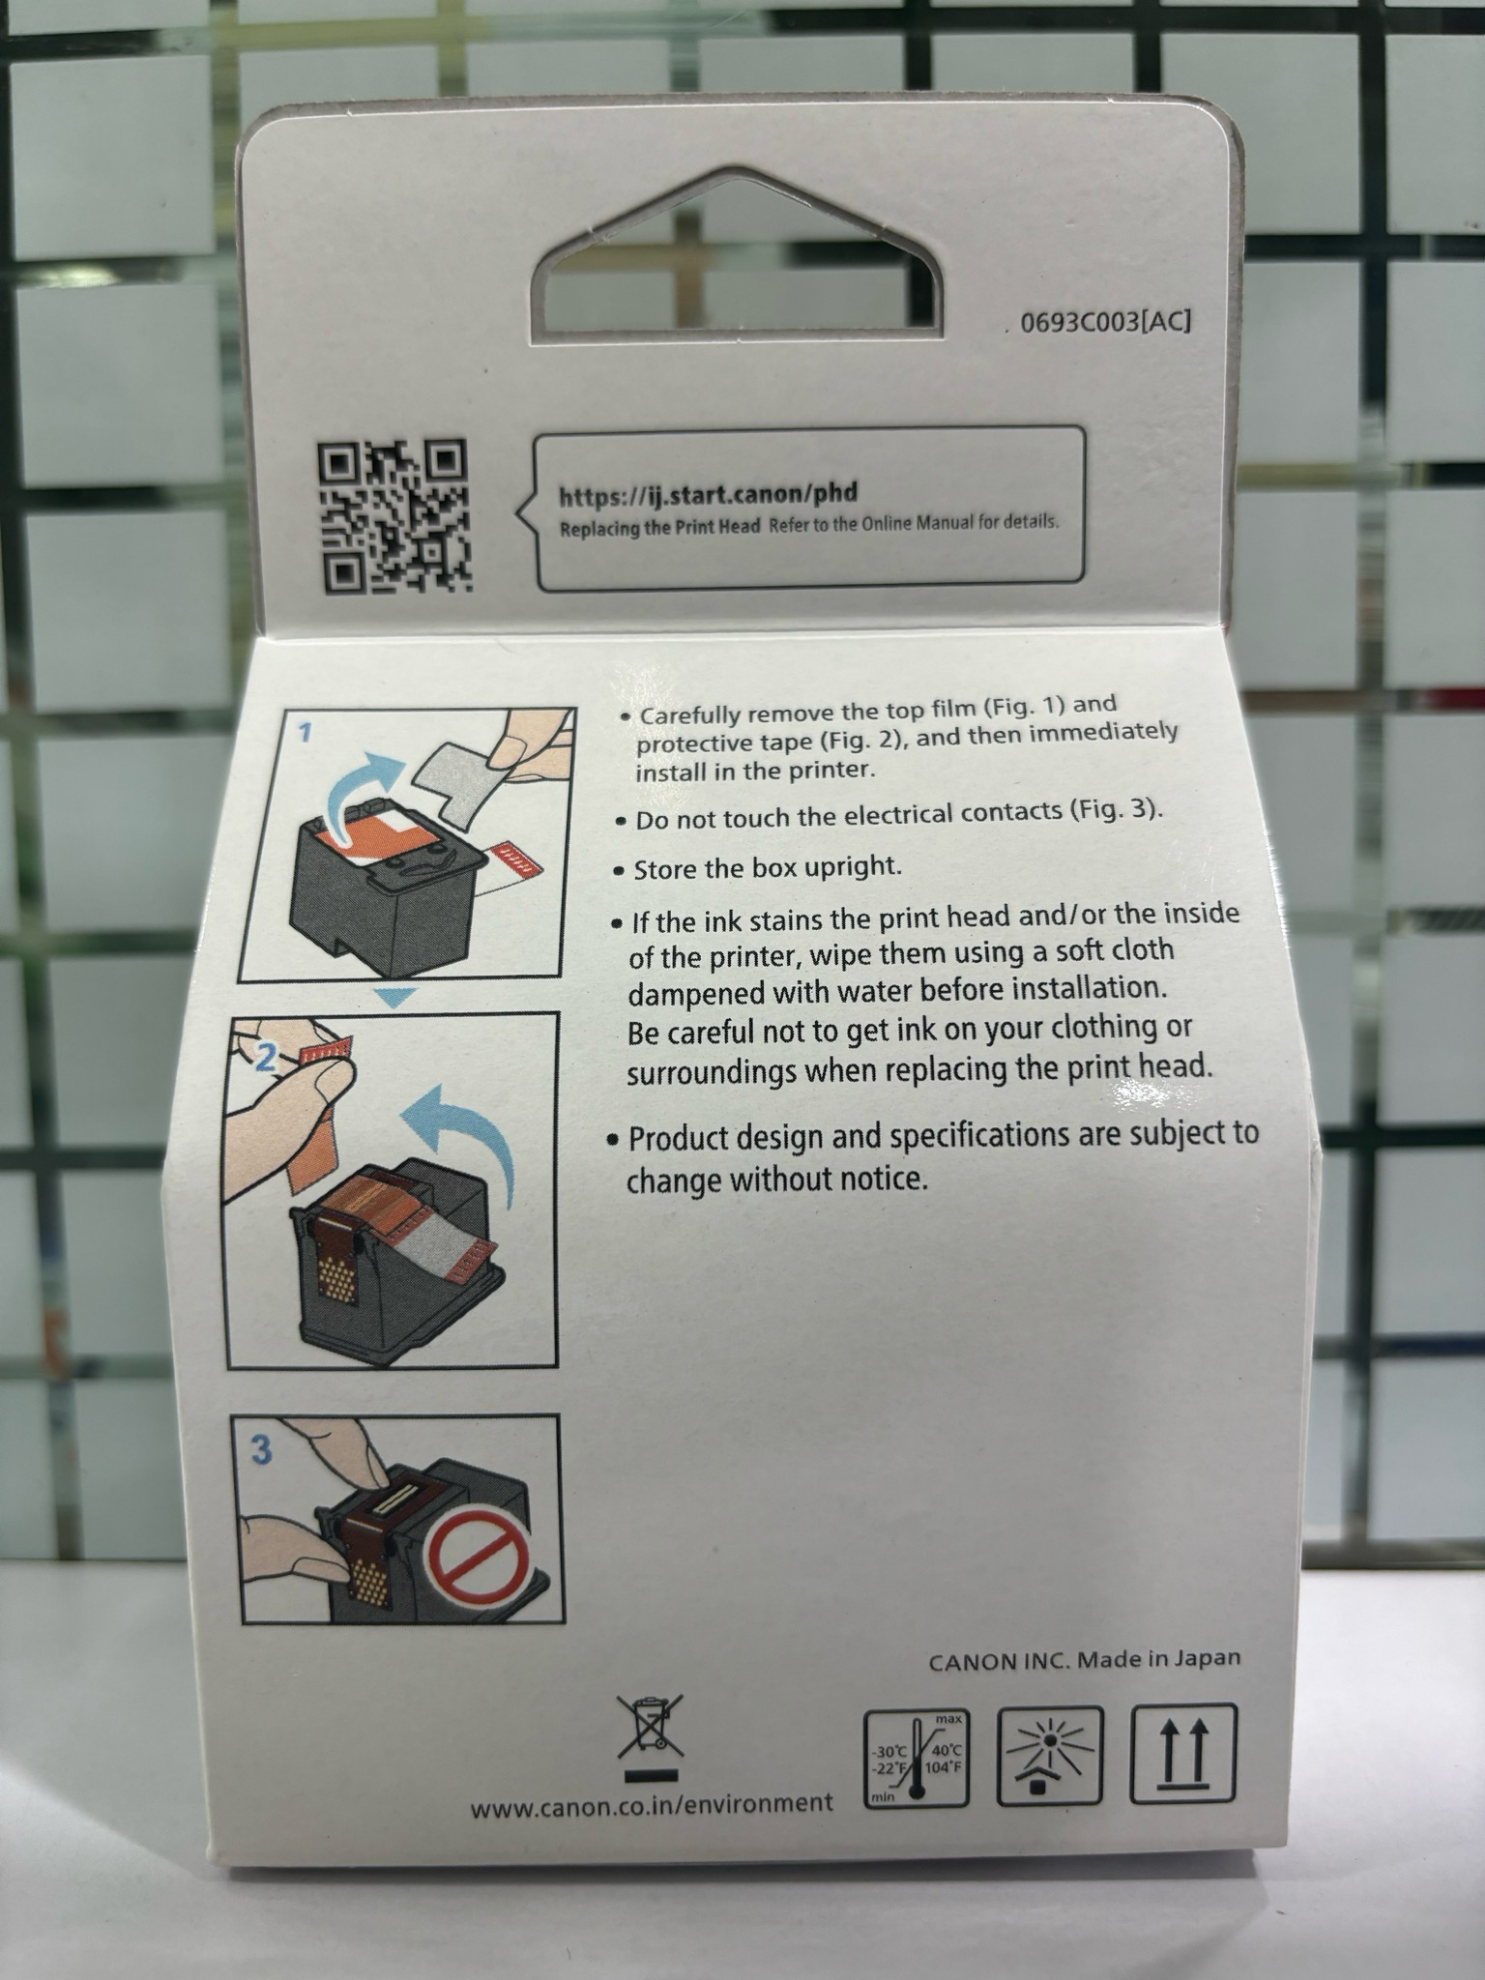 0693C003[AC]
https://ij.start.canon/phd
Replacing the Print Head Refer to the Online Manual for details.
1
• Carefully remove the top film (Fig. 1) and
protective tape (Fig. 2), and then immediately
install in the printer.
• Do not touch the electrical contacts (Fig. 3).
• Store the box upright.
• If the ink stains the print head and/or the inside
of the printer, wipe them using a soft cloth
dampened with water before installation.
Be careful not to get ink on your clothing or
surroundings when replacing the print head.
• Product design and specifications are subject to
change without notice.
2
3
CANON INC. Made in Japan
max
-30°C 40°C
-22°F 104°F
min
www.canon.co.in/environment